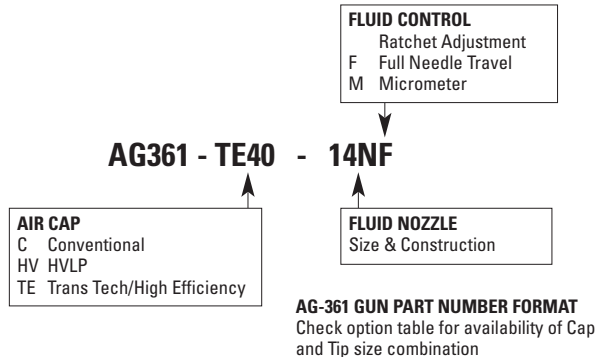 FLUID CONTROL
Ratchet Adjustment
F Full Needle Travel
M Micrometer
AG361 - TE40 - 14NF
AIR CAP
C Conventional
HV HVLP
TE Trans Tech/High Efficiency
FLUID NOZZLE
Size & Construction
AG-361 GUN PART NUMBER FORMAT
Check option table for availability of Cap
and Tip size combination